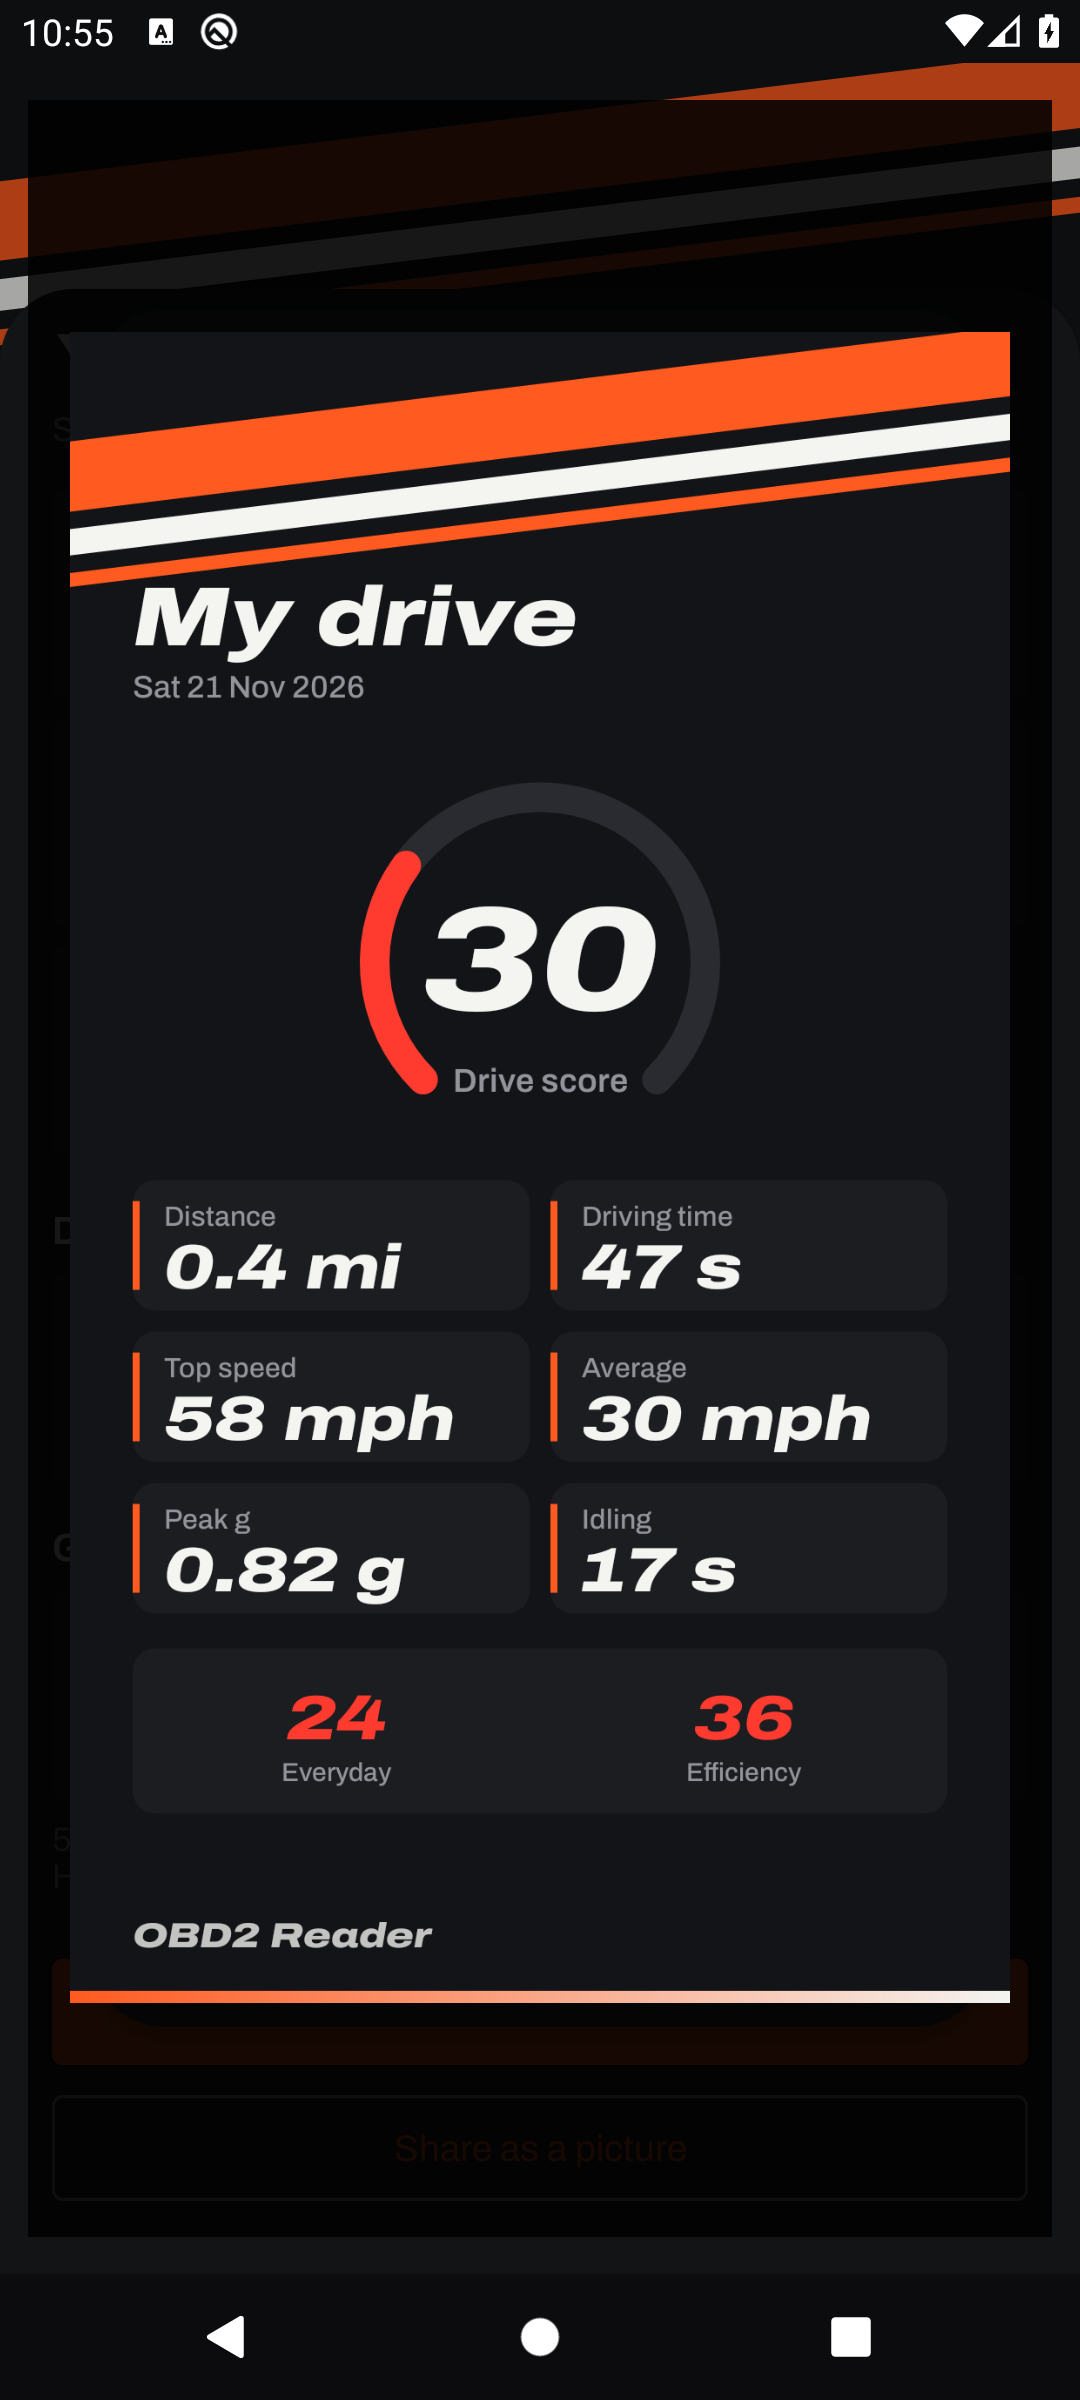 10:55
My drive
Sat 21 Nov 2026
30
Drive score
Distance
0.4 mi
Driving time
47 s
Top speed
58 mph
Average
30 mph
Peak g
0.82 g
Idling
17 s
24
Everyday
36
Efficiency
OBD2 Reader
Share as a picture